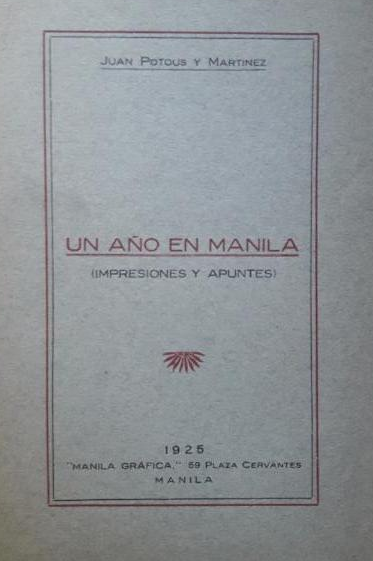 JUAN POTOUS Y MARTINEZ
UN AÑO EN MANILA
(IMPRESIONES Y APUNTES)
1925
"MANILA GRÁFICA," 59 PLAZA CERVANTES
MANILA